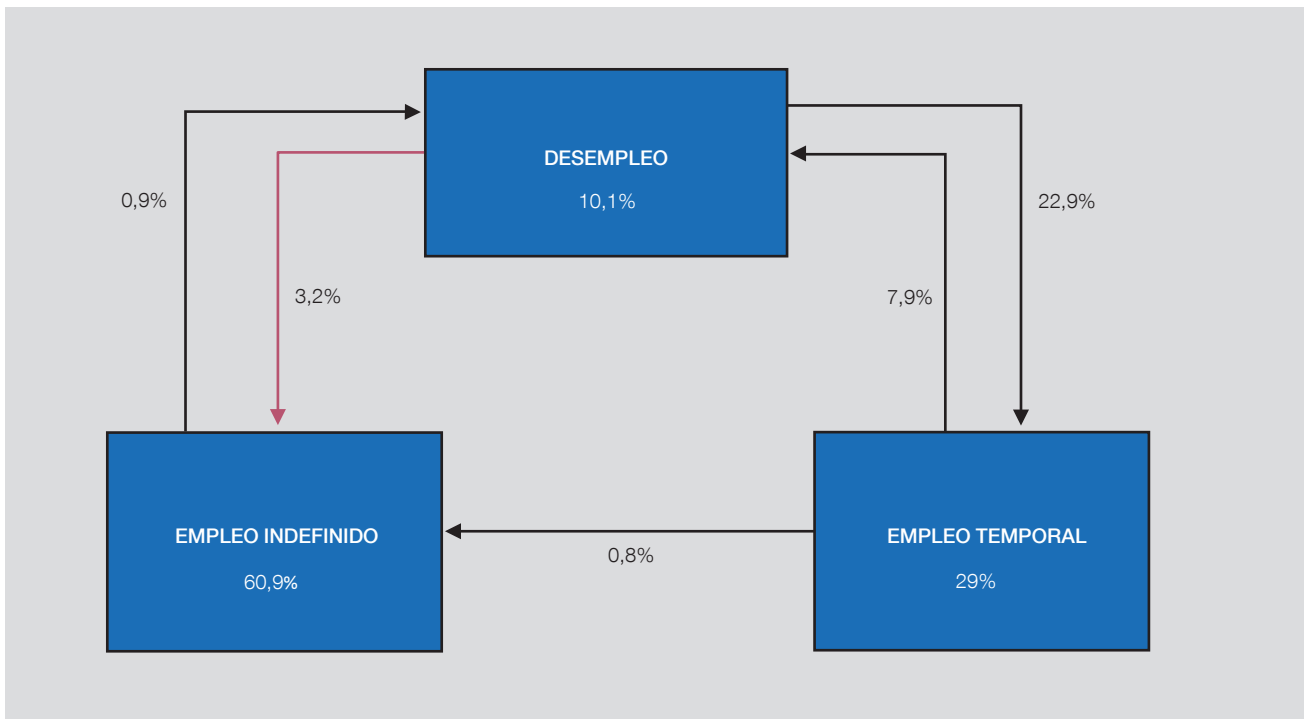 DESEMPLEO
10,1%
0,9%
22,9%
3,2%
7,9%
EMPLEO INDEFINIDO
60,9%
EMPLEO TEMPORAL
29%
0,8%